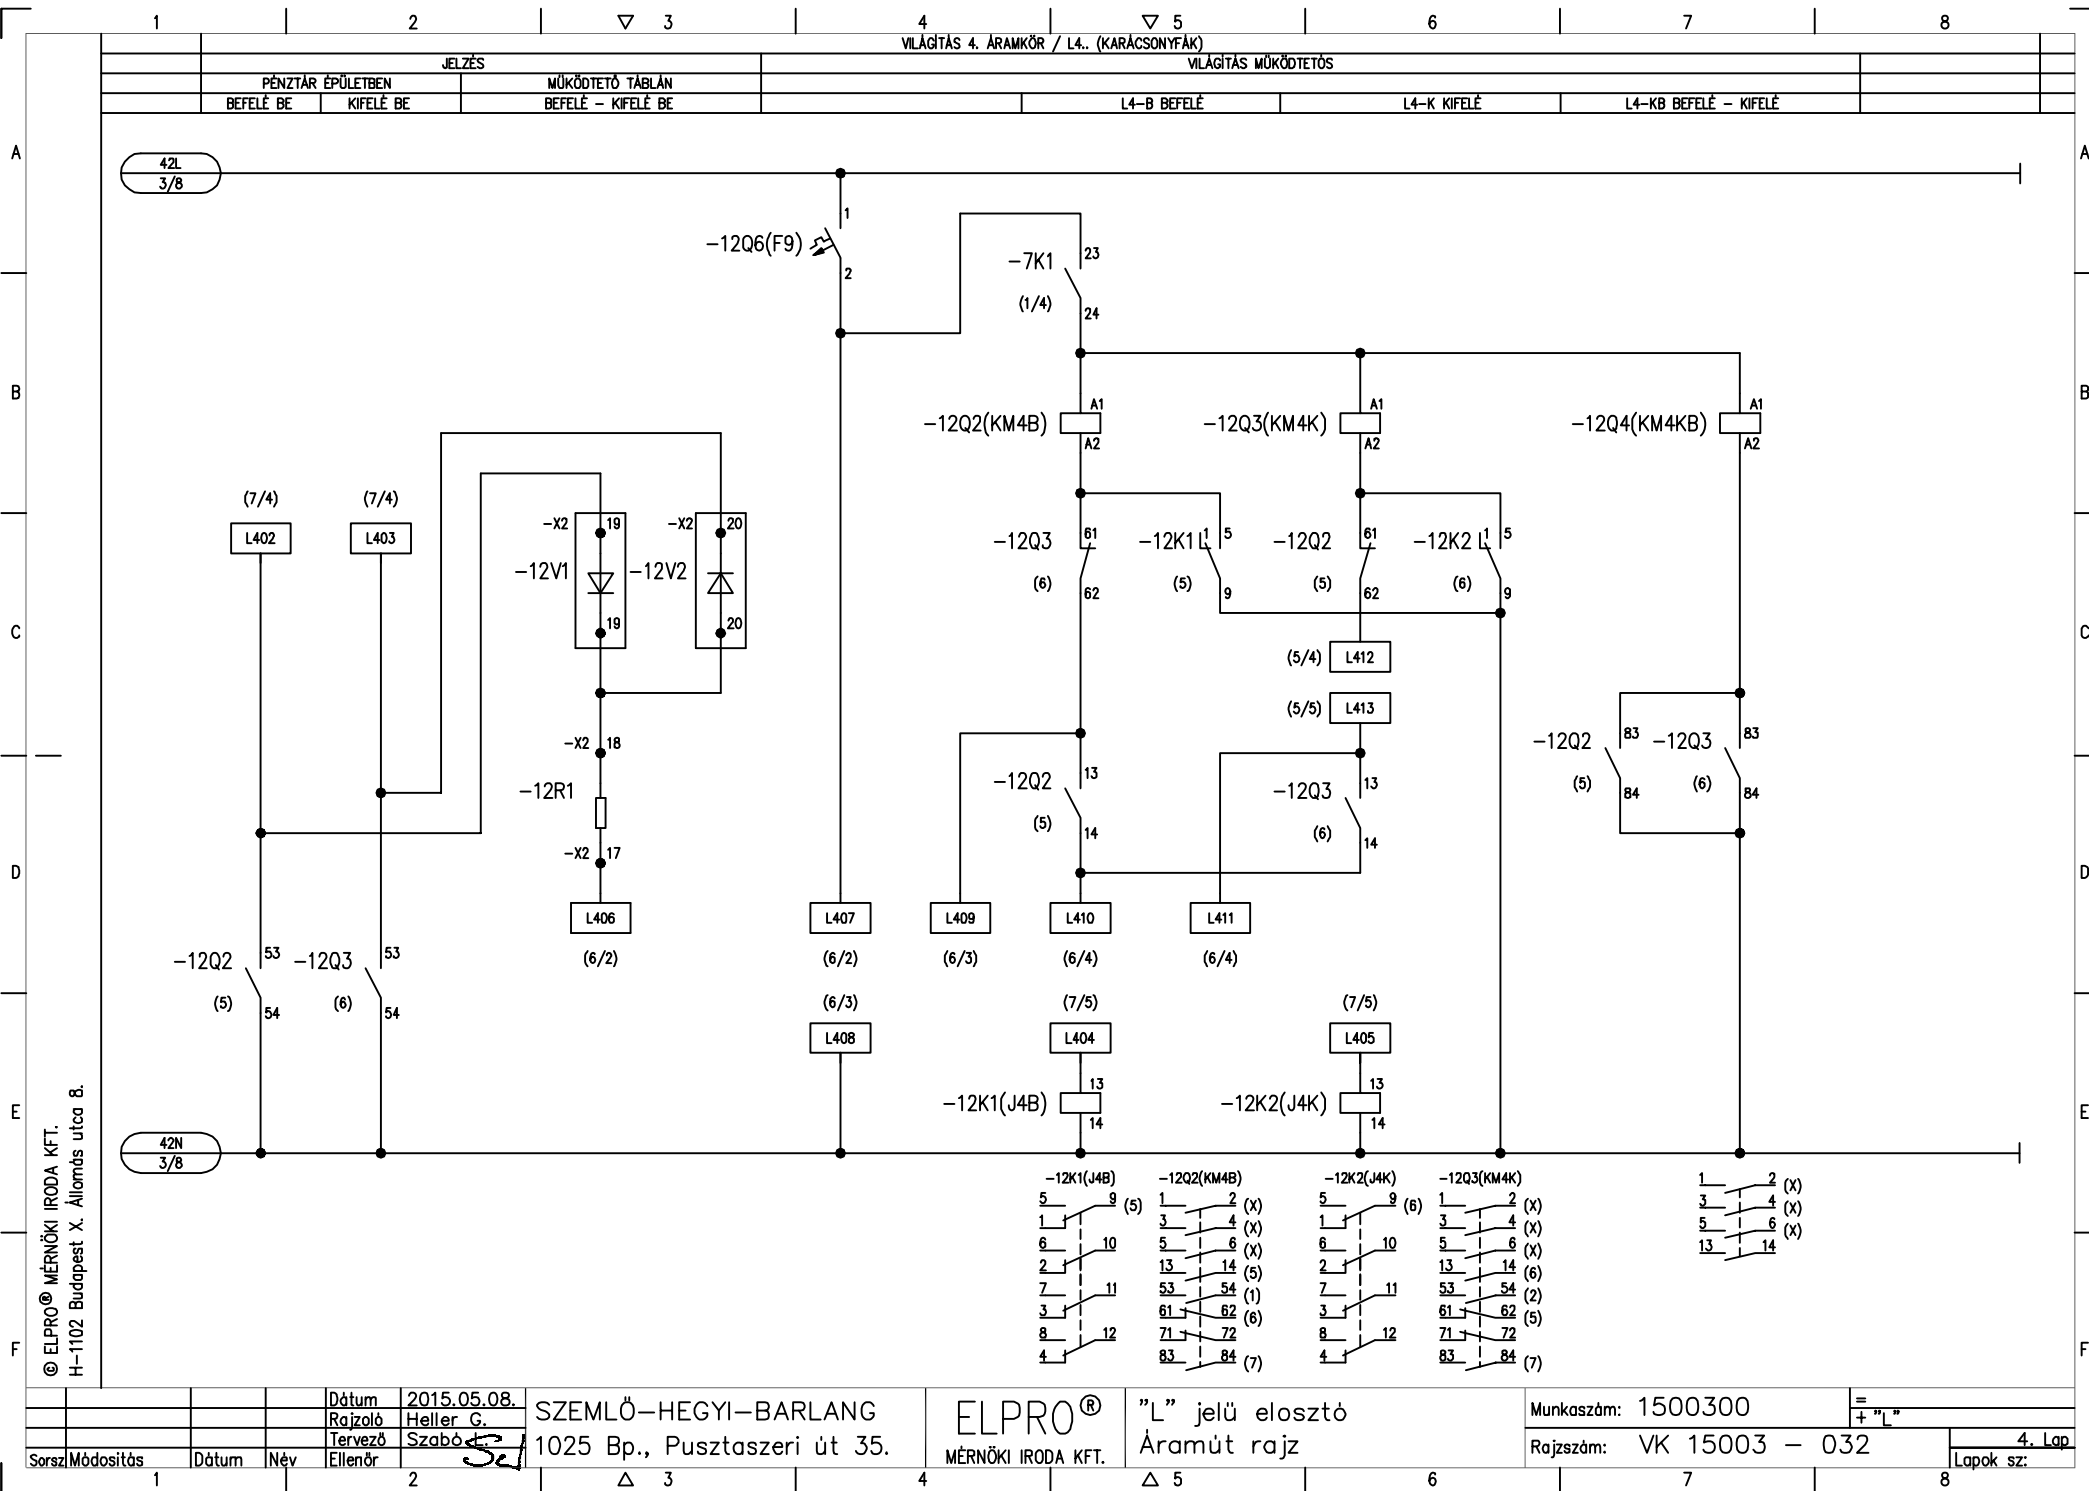 1 2 3 4 5 6 7 8
VILÁGÍTÁS 4. ÁRAMKÖR / L4.. (KARÁCSONYFÁK)
JELZÉS VILÁGÍTÁS MŰKÖDTETŐS
PÉNZTÁR ÉPÜLETBEN MŰKÖDTETŐ TÁBLÁN
BEFELÉ BE KIFELÉ BE BEFELÉ – KIFELÉ BE L4–B BEFELÉ L4–K KIFELÉ L4–KB BEFELÉ – KIFELÉ
A A
42L
3/8
1
–12Q6(F9)
2
–7K1 23
(1/4) 24
B B
–12Q2(KM4B) A1 A2
–12Q3(KM4K) A1 A2
–12Q4(KM4KB) A1 A2
(7/4) (7/4)
L402 L403
–X2 19 –X2 20
–12V1 –12V2
19 20
–12Q3 61 62 (6)
–12K1 1 5 9 (5)
–12Q2 61 62 (5)
–12K2 1 5 9 (6)
C C
(5/4) L412
(5/5) L413
–X2 18
–12R1
–X2 17
–12Q2 13 14 (5)
–12Q3 13 14 (6)
–12Q2 83 84 (5)
–12Q3 83 84 (6)
D D
L406 L407 L409 L410 L411
(6/2) (6/2) (6/3) (6/4) (6/4)
–12Q2 53 54 (5)
–12Q3 53 54 (6)
(6/3) (7/5) (7/5)
L408 L404 L405
–12K1(J4B) 13 14
–12K2(J4K) 13 14
E E
42N
3/8
–12K1(J4B) –12Q2(KM4B) –12K2(J4K) –12Q3(KM4K)
5 9 (5) 1 2 (X) 5 9 (6) 1 2 (X) 1 2 (X)
1 3 4 (X) 1 3 4 (X) 3 4 (X)
6 10 5 6 (X) 6 10 5 6 (X) 5 6 (X)
2 13 14 (5) 2 13 14 (6) 13 14
7 11 53 54 (1) 7 11 53 54 (2)
3 61 62 (6) 3 61 62 (5)
8 12 71 72 8 12 71 72
4 83 84 (7) 4 83 84 (7)
F F
© ELPRO® MÉRNÖKI IRODA KFT.
H–1102 Budapest X. Állomás utca 8.
Dátum 2015.05.08.
Rajzoló Heller G.
Tervező Szabó L.
Sorsz Módosítás Dátum Név Ellenőr
SZEMLŐ–HEGYI–BARLANG
1025 Bp., Pusztaszeri út 35.
ELPRO®
MÉRNÖKI IRODA KFT.
"L" jelű elosztó
Áramút rajz
Munkaszám: 1500300
Rajzszám: VK 15003 – 032
=
+ "L"
4. Lap
Lapok sz:
1 2 3 4 5 6 7 8